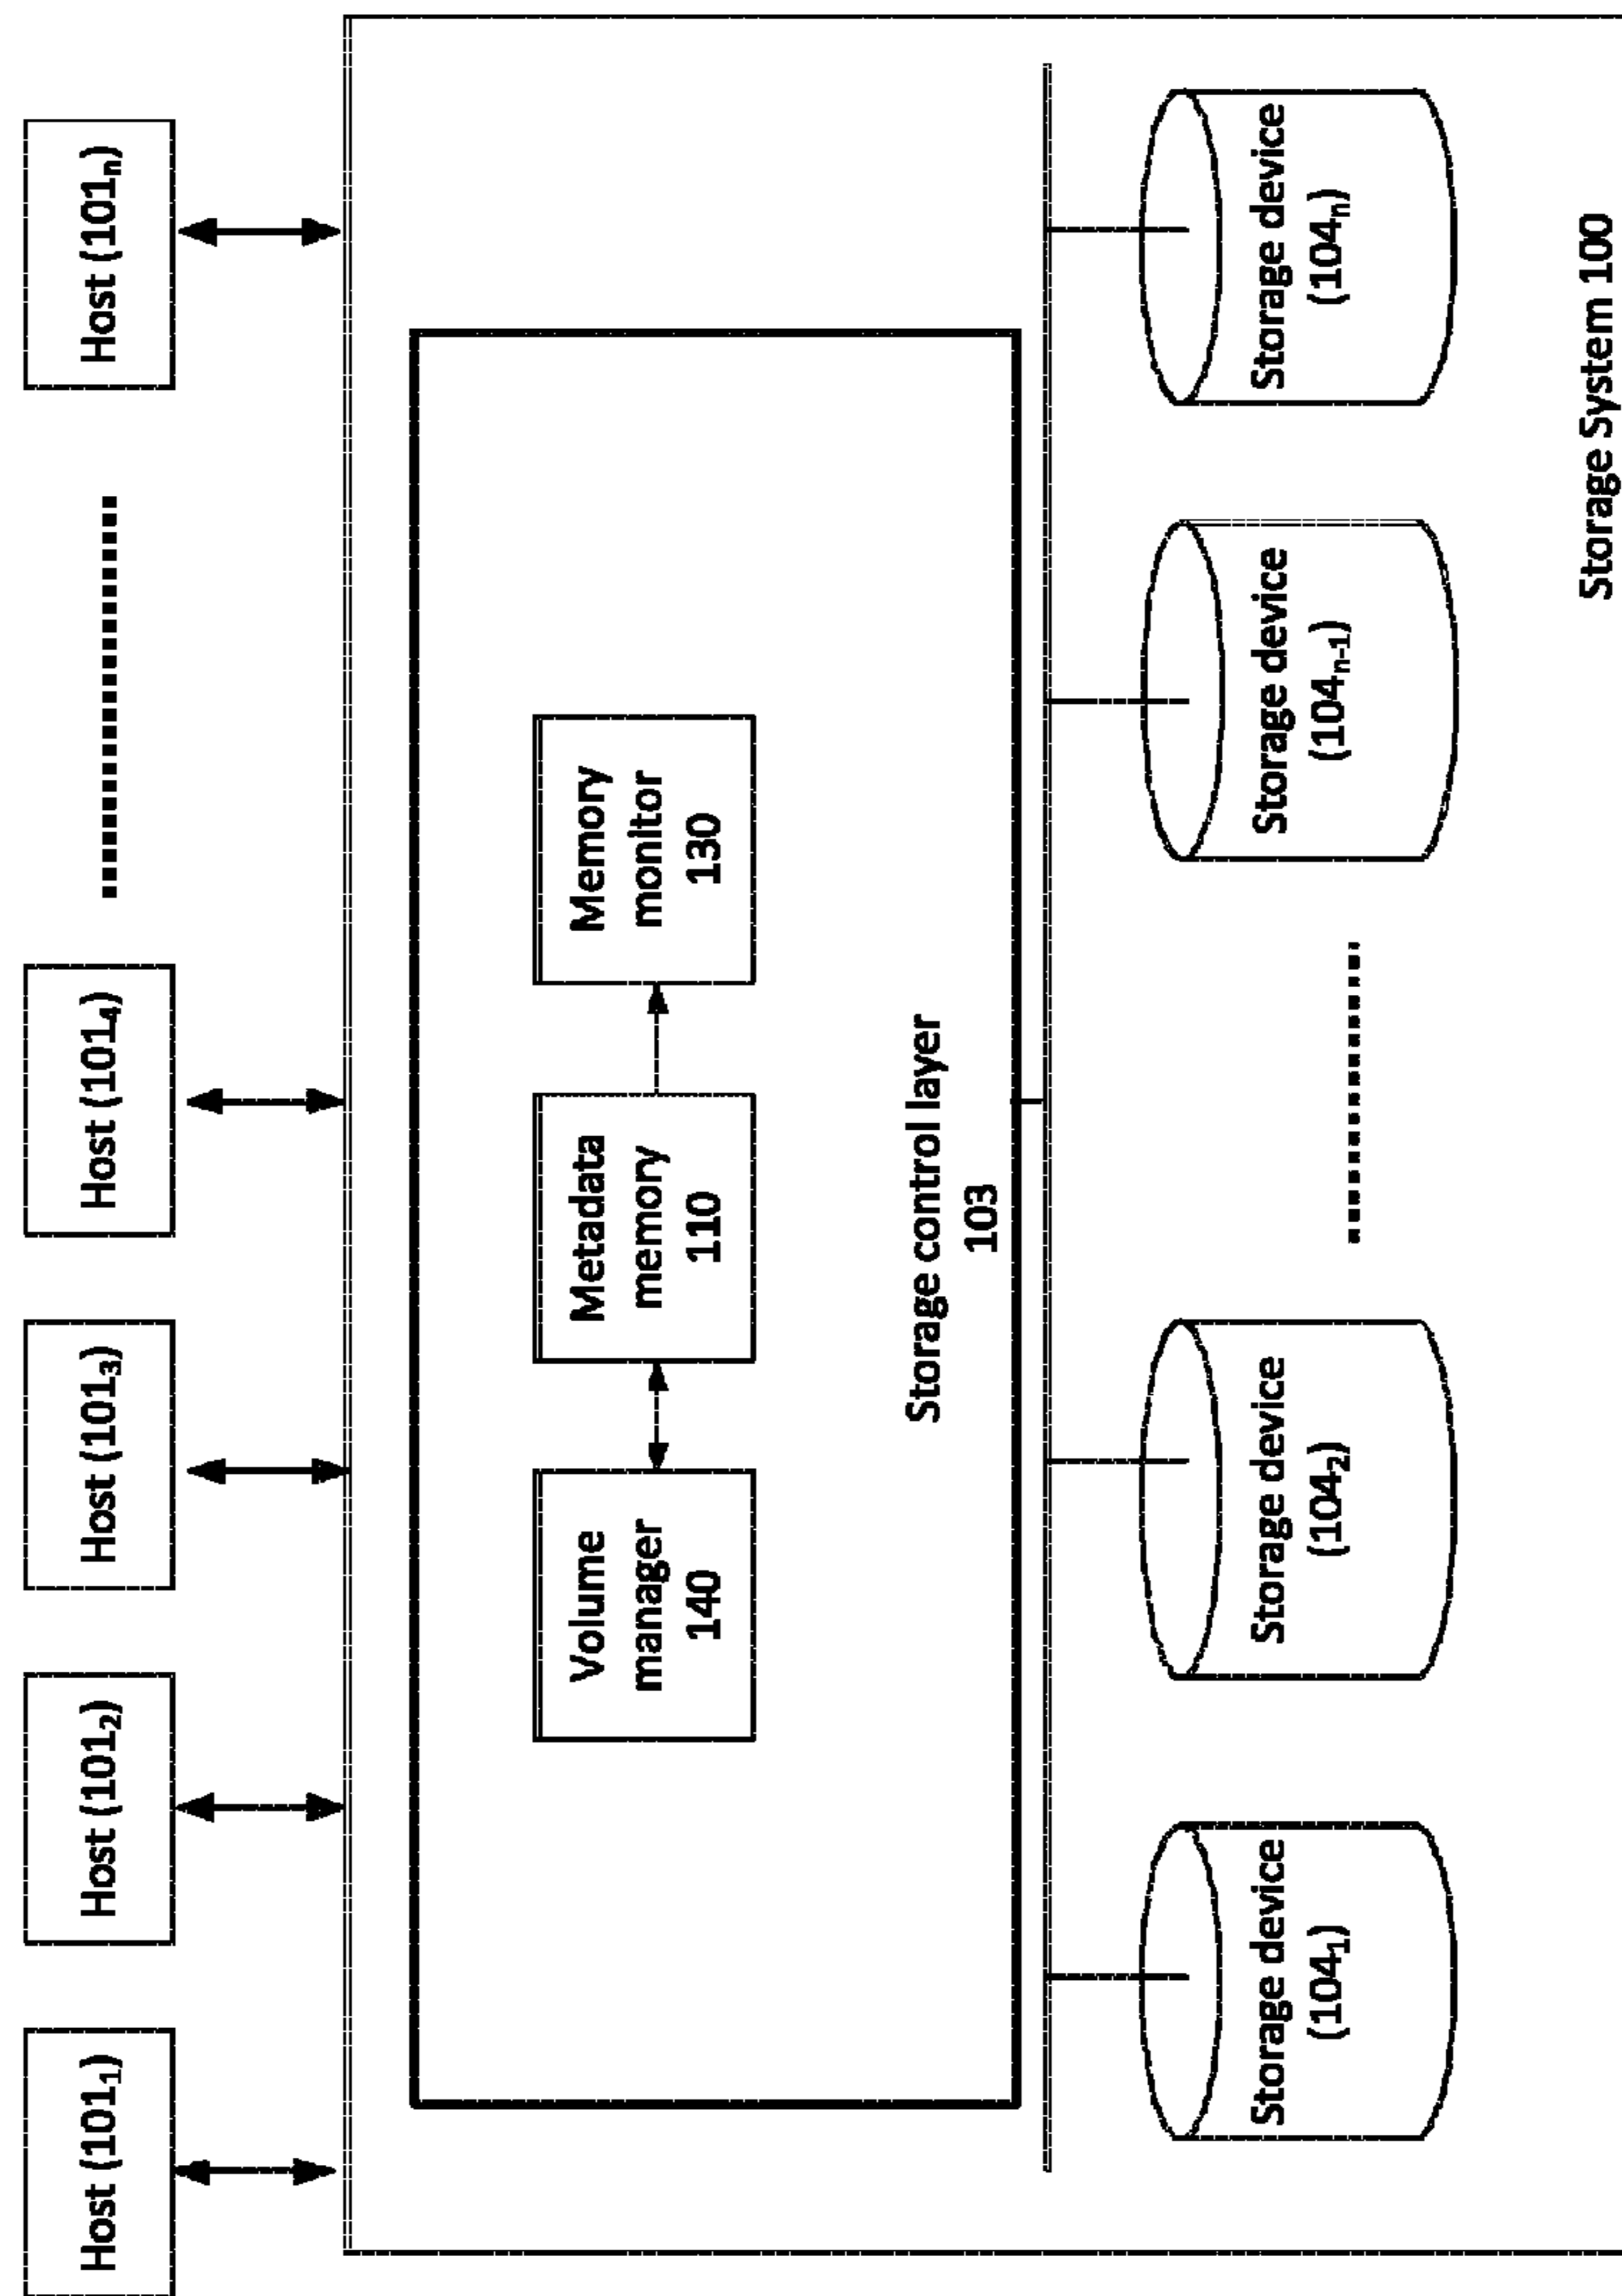 Host (101₁)
Host (101₂)
Host (101₃)
Host (101₄)
Host (101ₙ)
Volume
manager
140
Metadata
memory
110
Memory
monitor
130
Storage control layer
103
Storage device
(104₁)
Storage device
(104₂)
Storage device
(104ₙ₋₁)
Storage device
(104ₙ)
Storage System 100